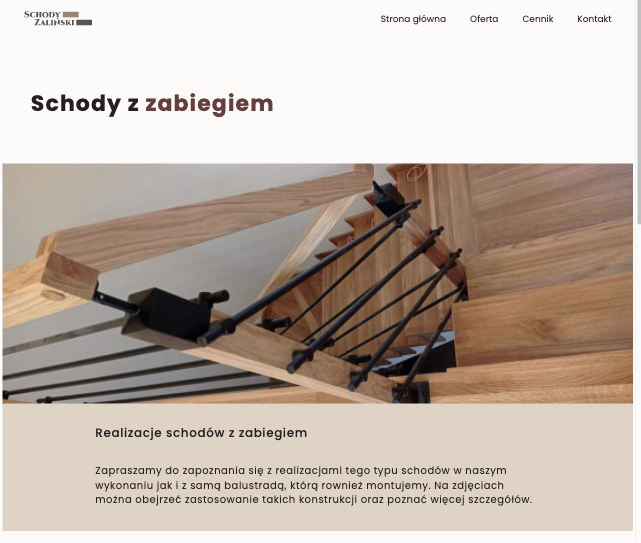 SCHODY
ZALIŃSKI
Strona główna
Oferta
Cennik
Kontakt
Schody z zabiegiem
Realizacje schodów z zabiegiem
Zapraszamy do zapoznania się z realizacjami tego typu schodów w naszym
wykonaniu jak i z samą balustradą, którą rownież montujemy. Na zdjęciach
można obejrzeć zastosowanie takich konstrukcji oraz poznać więcej szczegółów.